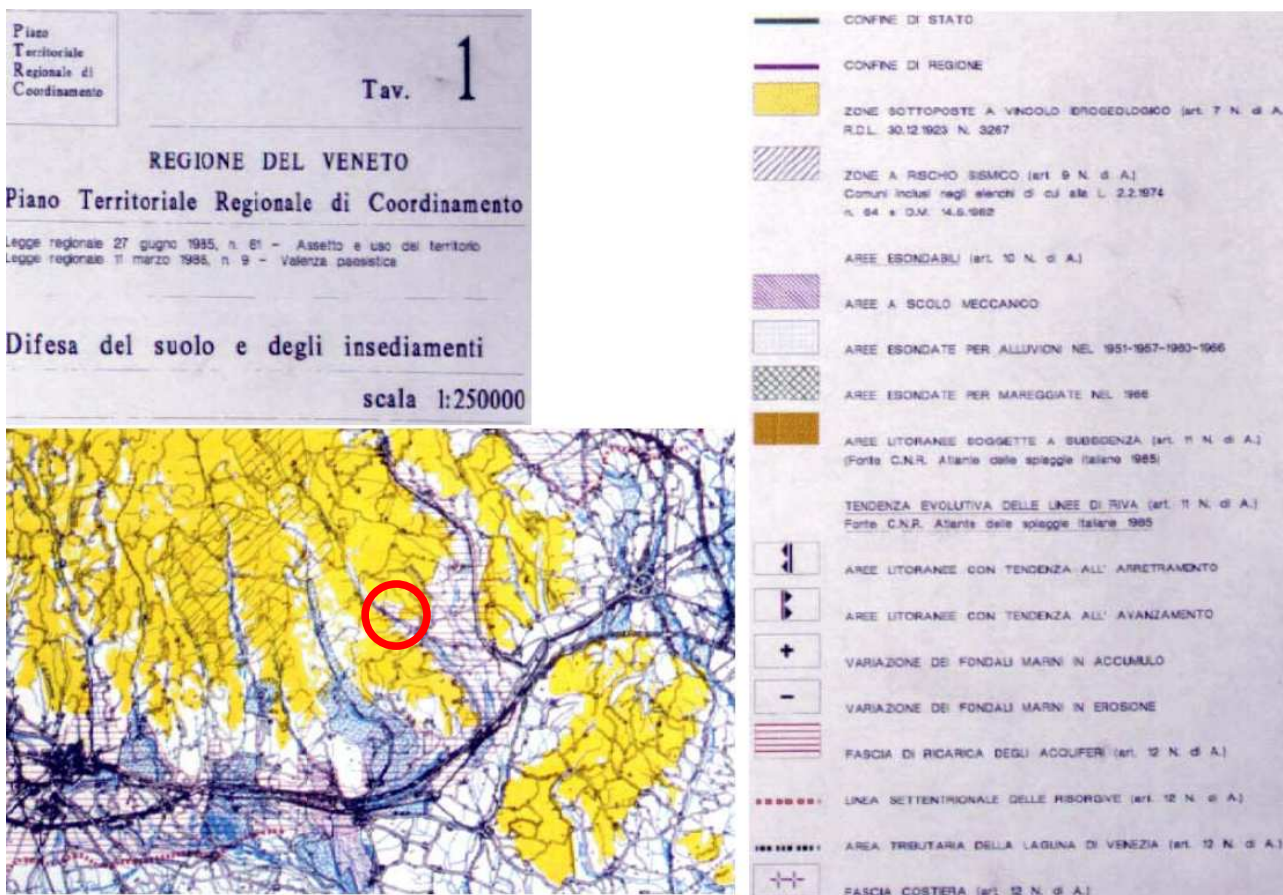 Piano
Territoriale
Regionale di
Coordinamento
Tav. 1
REGIONE DEL VENETO
Piano Territoriale Regionale di Coordinamento
Legge regionale 27 giugno 1985, n. 61 - Assetto e uso del territorio
Legge regionale 11 marzo 1986, n. 9 - Valenza paesistica
Difesa del suolo e degli insediamenti
scala 1:250000
CONFINE DI STATO
CONFINE DI REGIONE
ZONE SOTTOPOSTE A VINCOLO IDROGEOLOGICO (art. 7 N. di A.
R.D.L. 30.12.1923 N. 3267
ZONE A RISCHIO SISMICO (art. 9 N. d A.)
Comuni inclusi negli elenchi di cui alla L. 2.2.1974
n. 64 e D.M. 14.5.1982
AREE ESONDABILI (art. 10 N. d A.)
AREE A SCOLO MECCANICO
AREE ESONDATE PER ALLUVIONI NEL 1951-1957-1960-1966
AREE ESONDATE PER MAREGGIATE NEL 1966
AREE LITORANEE SOGGETTE A SUBSIDENZA (art. 11 N. di A.)
(Fonte C.N.R. Atlante delle spiagge italiane 1985)
TENDENZA EVOLUTIVA DELLE LINEE DI RIVA (art. 11 N. di A.)
Fonte C.N.R. Atlante delle spiagge italiane 1985
AREE LITORANEE CON TENDENZA ALL' ARRETRAMENTO
AREE LITORANEE CON TENDENZA ALL' AVANZAMENTO
+ VARIAZIONE DEI FONDALI MARINI IN ACCUMULO
- VARIAZIONE DEI FONDALI MARINI IN EROSIONE
FASCIA DI RICARICA DEGLI ACQUIFERI (art. 12 N. di A.)
LINEA SETTENTRIONALE DELLE RISORGIVE (art. 12 N. di A.)
AREA TRIBUTARIA DELLA LAGUNA DI VENEZIA (art. 12 N. di A.)
FASCIA COSTIERA (art. 12 N. di A.)